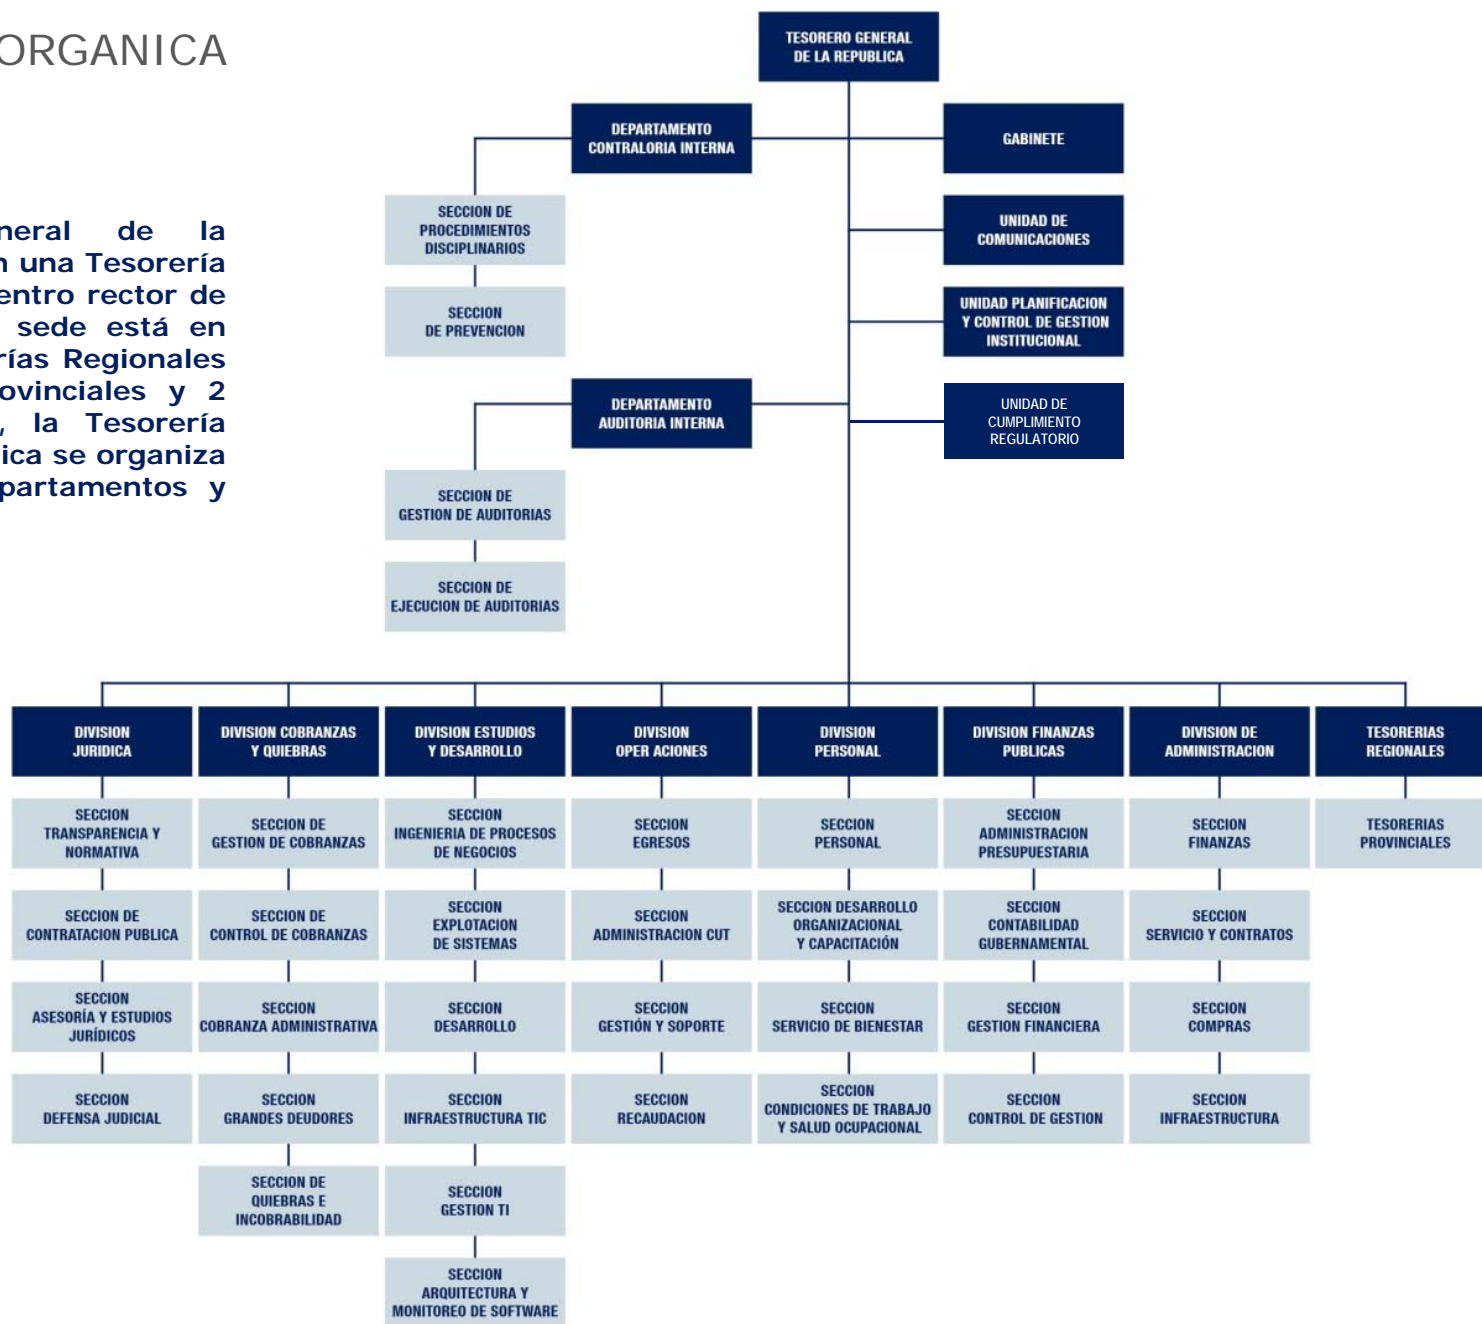 ORGANICA
neral de la
n una Tesorería
entro rector de
sede está en
rías Regionales
ovinciales y 2
, la Tesorería
ica se organiza
partamentos y
TESORERO GENERAL
DE LA REPUBLICA
DEPARTAMENTO
CONTRALORIA INTERNA
GABINETE
SECCION DE
PROCEDIMIENTOS
DISCIPLINARIOS
UNIDAD DE
COMUNICACIONES
SECCION
DE PREVENCION
UNIDAD PLANIFICACION
Y CONTROL DE GESTION
INSTITUCIONAL
DEPARTAMENTO
AUDITORIA INTERNA
UNIDAD DE
CUMPLIMIENTO
REGULATORIO
SECCION DE
GESTION DE AUDITORIAS
SECCION DE
EJECUCION DE AUDITORIAS
DIVISION
JURIDICA
SECCION
TRANSPARENCIA Y
NORMATIVA
SECCION DE
CONTRATACION PUBLICA
SECCION
ASESORÍA Y ESTUDIOS
JURÍDICOS
SECCION
DEFENSA JUDICIAL
DIVISION COBRANZAS
Y QUIEBRAS
SECCION DE
GESTION DE COBRANZAS
SECCION DE
CONTROL DE COBRANZAS
SECCION
COBRANZA ADMINISTRATIVA
SECCION
GRANDES DEUDORES
SECCION DE
QUIEBRAS E
INCOBRABILIDAD
DIVISION ESTUDIOS
Y DESARROLLO
SECCION
INGENIERIA DE PROCESOS
DE NEGOCIOS
SECCION
EXPLOTACION
DE SISTEMAS
SECCION
DESARROLLO
SECCION
INFRAESTRUCTURA TIC
SECCION
GESTION TI
SECCION
ARQUITECTURA Y
MONITOREO DE SOFTWARE
DIVISION
OPER ACIONES
SECCION
EGRESOS
SECCION
ADMINISTRACION CUT
SECCION
GESTIÓN Y SOPORTE
SECCION
RECAUDACION
DIVISION
PERSONAL
SECCION
PERSONAL
SECCION DESARROLLO
ORGANIZACIONAL
Y CAPACITACIÓN
SECCION
SERVICIO DE BIENESTAR
SECCION
CONDICIONES DE TRABAJO
Y SALUD OCUPACIONAL
DIVISION FINANZAS
PUBLICAS
SECCION
ADMINISTRACION
PRESUPUESTARIA
SECCION
CONTABILIDAD
GUBERNAMENTAL
SECCION
GESTION FINANCIERA
SECCION
CONTROL DE GESTION
DIVISION DE
ADMINISTRACION
SECCION
FINANZAS
SECCION
SERVICIO Y CONTRATOS
SECCION
COMPRAS
SECCION
INFRAESTRUCTURA
TESORERIAS
REGIONALES
TESORERIAS
PROVINCIALES